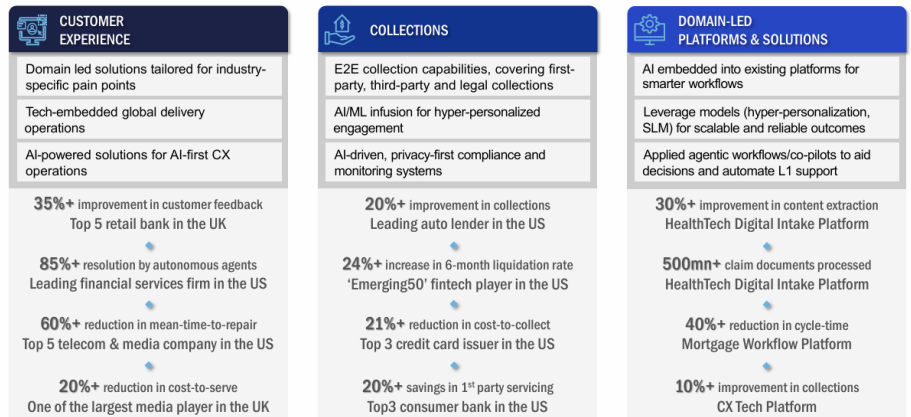 CUSTOMER
EXPERIENCE
Domain led solutions tailored for industry-
specific pain points
Tech-embedded global delivery
operations
AI-powered solutions for AI-first CX
operations
35%+ improvement in customer feedback
Top 5 retail bank in the UK
85%+ resolution by autonomous agents
Leading financial services firm in the US
60%+ reduction in mean-time-to-repair
Top 5 telecom & media company in the US
20%+ reduction in cost-to-serve
One of the largest media player in the UK
COLLECTIONS
E2E collection capabilities, covering first-
party, third-party and legal collections
AI/ML infusion for hyper-personalized
engagement
AI-driven, privacy-first compliance and
monitoring systems
20%+ improvement in collections
Leading auto lender in the US
24%+ increase in 6-month liquidation rate
‘Emerging50’ fintech player in the US
21%+ reduction in cost-to-collect
Top 3 credit card issuer in the US
20%+ savings in 1st party servicing
Top3 consumer bank in the US
DOMAIN-LED
PLATFORMS & SOLUTIONS
AI embedded into existing platforms for
smarter workflows
Leverage models (hyper-personalization,
SLM) for scalable and reliable outcomes
Applied agentic workflows/co-pilots to aid
decisions and automate L1 support
30%+ improvement in content extraction
HealthTech Digital Intake Platform
500mn+ claim documents processed
HealthTech Digital Intake Platform
40%+ reduction in cycle-time
Mortgage Workflow Platform
10%+ improvement in collections
CX Tech Platform